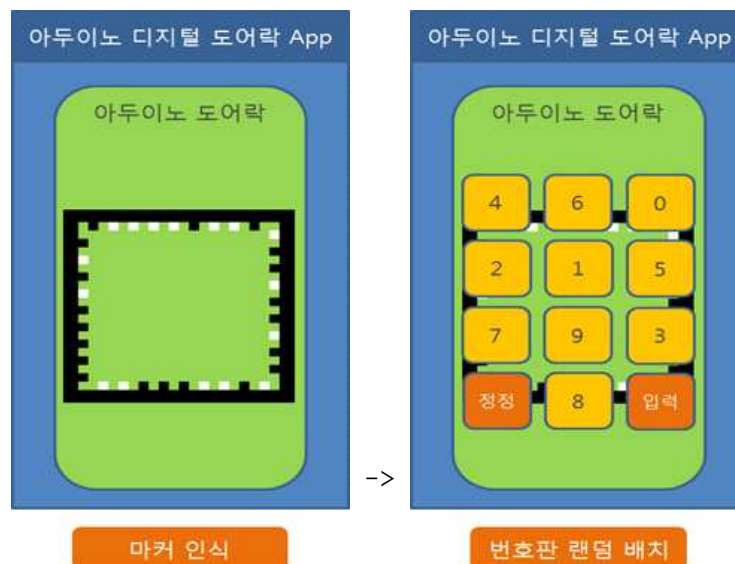 아두이노 디지털 도어락 App
아두이노 도어락
마커 인식
->
아두이노 디지털 도어락 App
아두이노 도어락
4 6 0
2 1 5
7 9 3
정정 8 입력
번호판 랜덤 배치